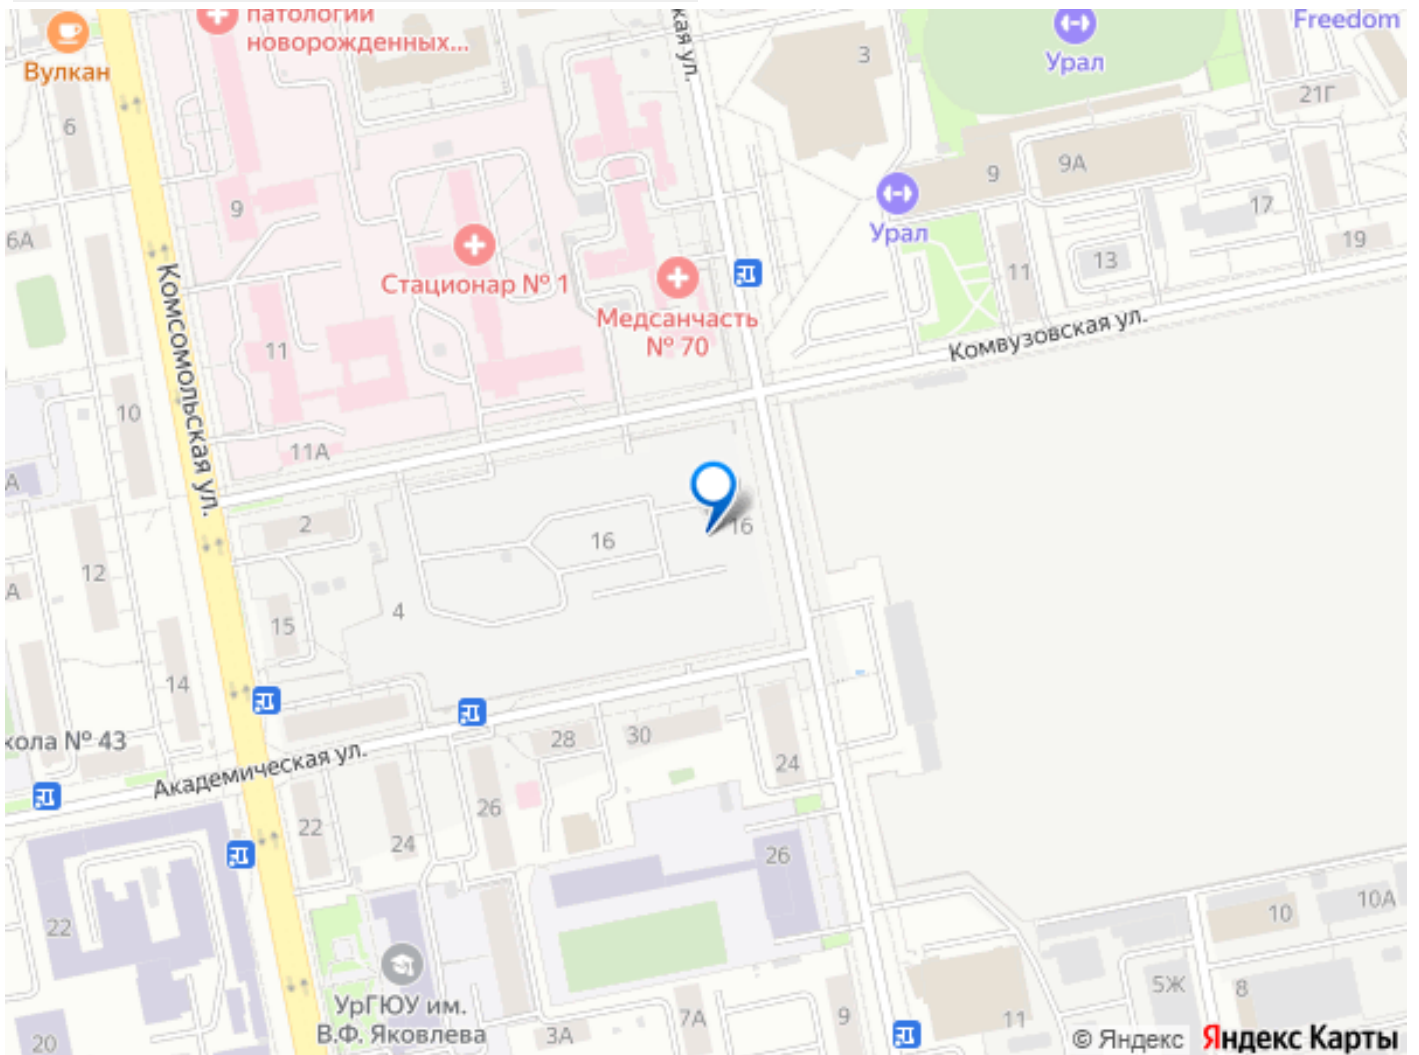 патологии
новорожденных...
Вулкан
6
кая ул.
3
Урал
Freedom
21Г
9
9А
Урал
17
19
13
11
6А
9
Стационар № 1
Медсанчасть
№ 70
Комвузовская ул.
Комсомольская ул.
11
10
11А
А
2
16
16
12
А
4
15
14
кола № 43
Академическая ул.
28
30
24
26
22
24
26
22
УрГЮУ им.
В.Ф. Яковлева
20
3А
7А
9
11
10
10А
5Ж
8
© Яндекс
Яндекс Карты